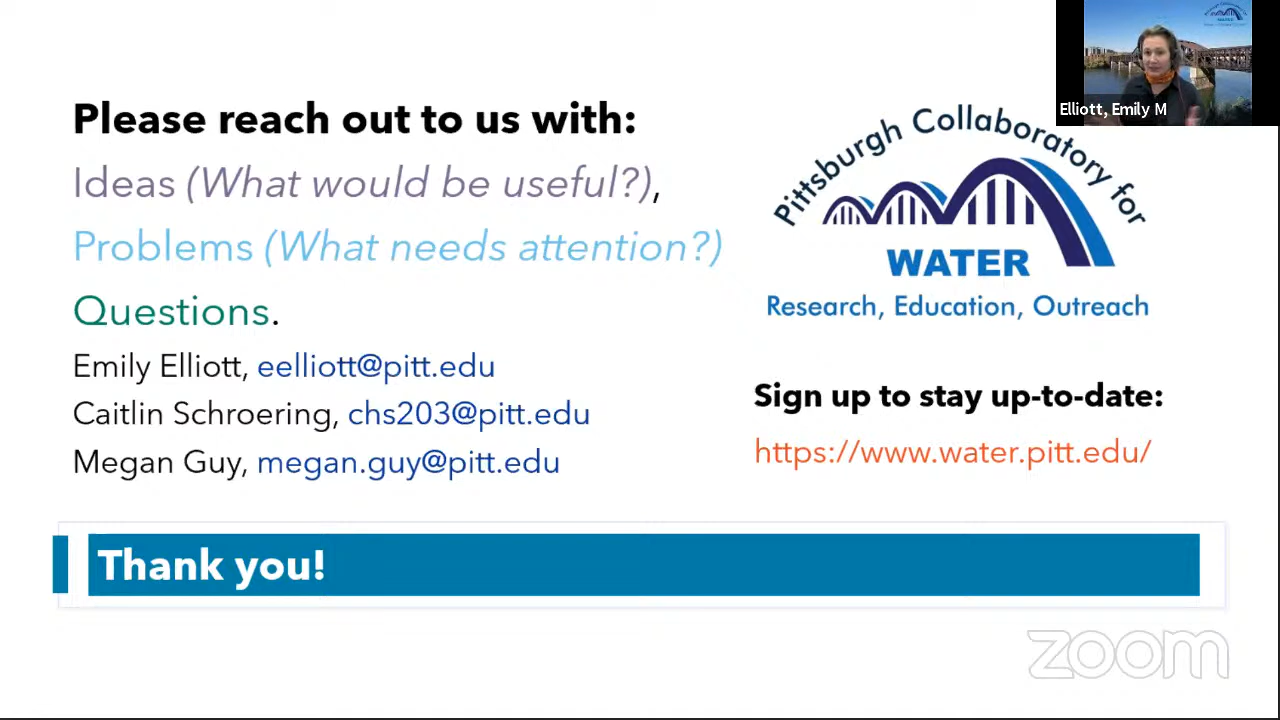 Please reach out to us with:
Ideas (What would be useful?),
Problems (What needs attention?)
Questions.
Emily Elliott, eelliott@pitt.edu
Caitlin Schroering, chs203@pitt.edu
Megan Guy, megan.guy@pitt.edu
Elliott, Emily M
Pittsburgh Collaboratory for
WATER
Research, Education, Outreach
Sign up to stay up-to-date:
https://www.water.pitt.edu/
Thank you!
zoom